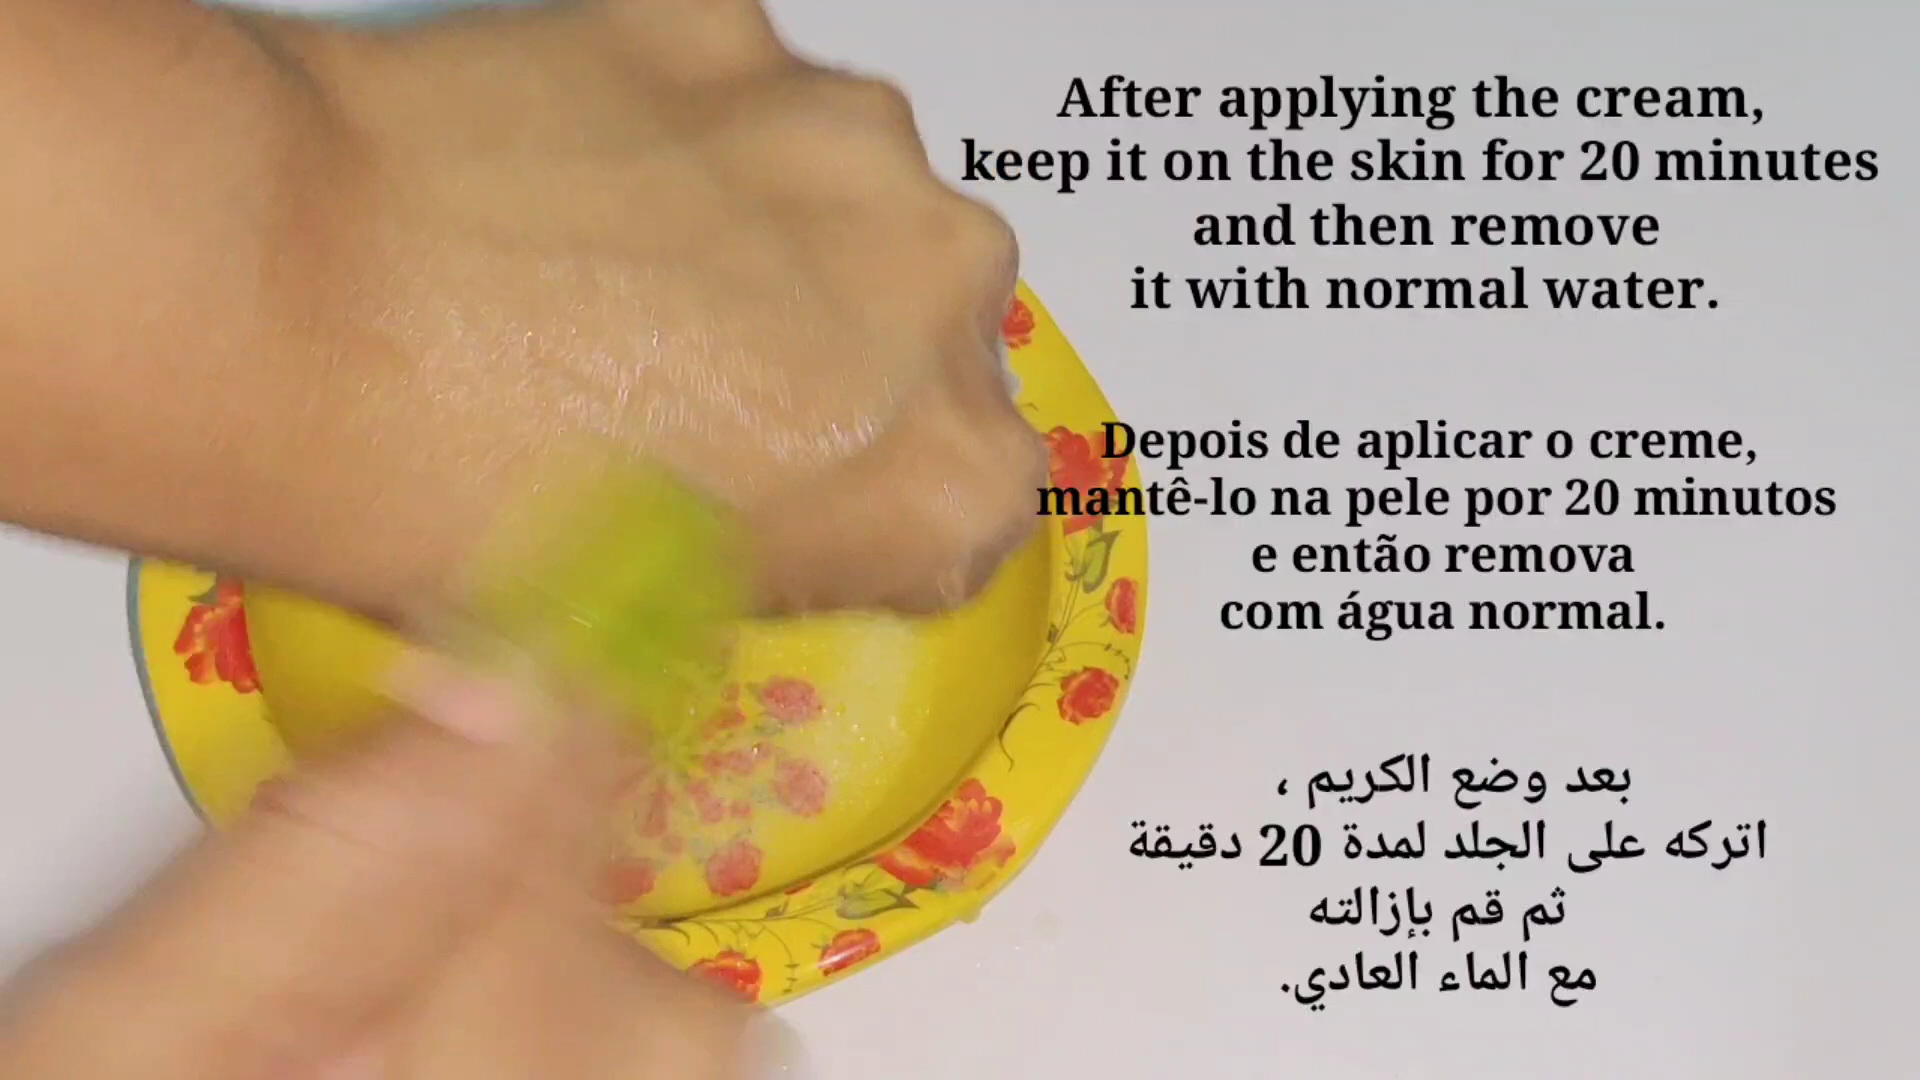 After applying the cream,
keep it on the skin for 20 minutes
and then remove
it with normal water.
Depois de aplicar o creme,
mantê-lo na pele por 20 minutos
e então remova
com água normal.
بعد وضع الكريم ،
اتركه على الجلد لمدة 20 دقيقة
ثم قم بإزالته
مع الماء العادي.